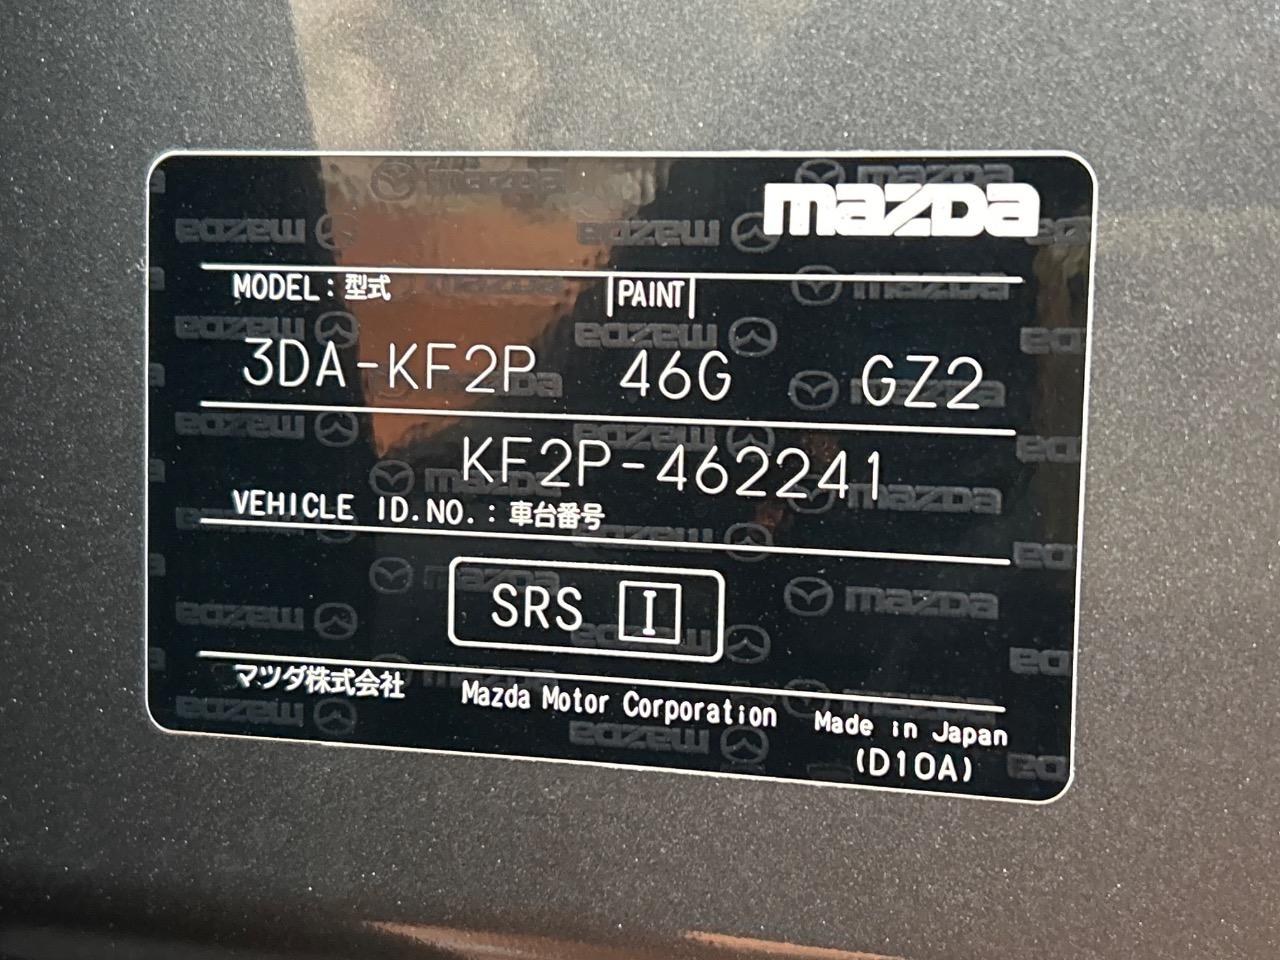 mazda
MODEL : 型式 PAINT
3DA-KF2P 46G GZ2
KF2P-462241
VEHICLE ID.NO. : 車台番号
SRS I
マツダ株式会社 Mazda Motor Corporation Made in Japan
(D10A)